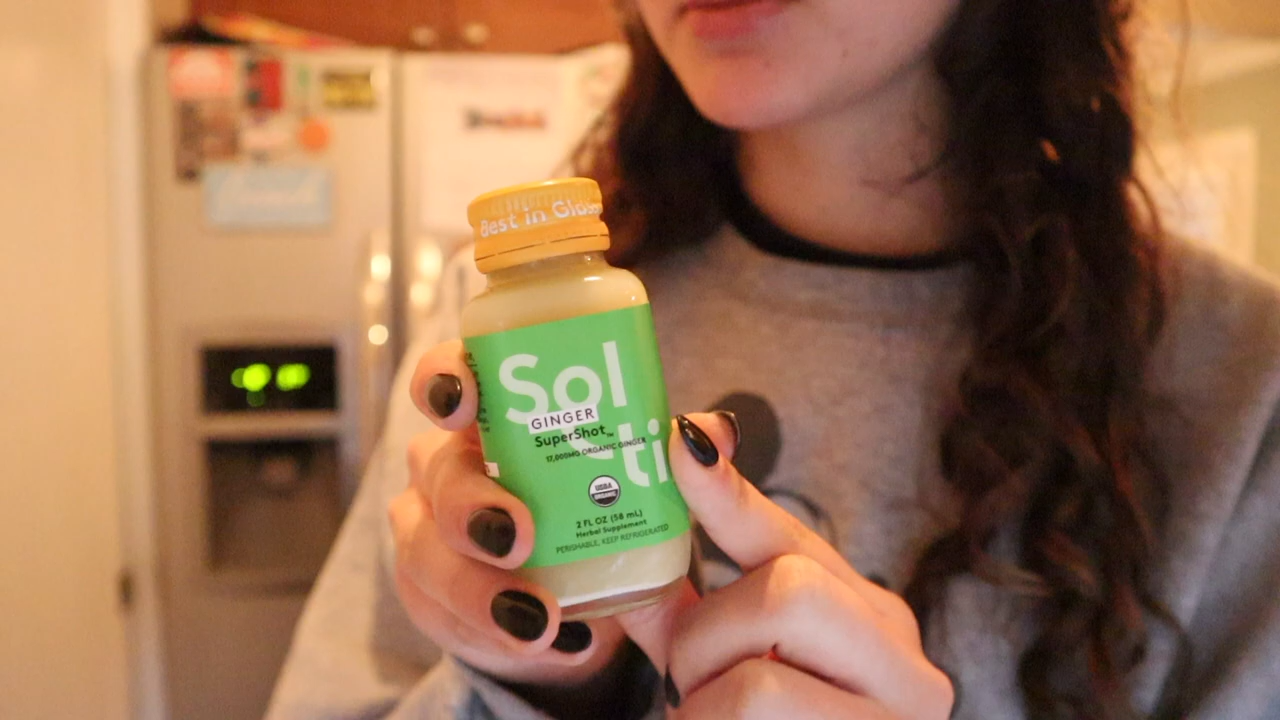 Best in Glass
Sol
GINGER
SuperShot™
17,000MG ORGANIC GINGER
ti
USDA
ORGANIC
2 FL OZ (58 mL)
Herbal Supplement
PERISHABLE, KEEP REFRIGERATED